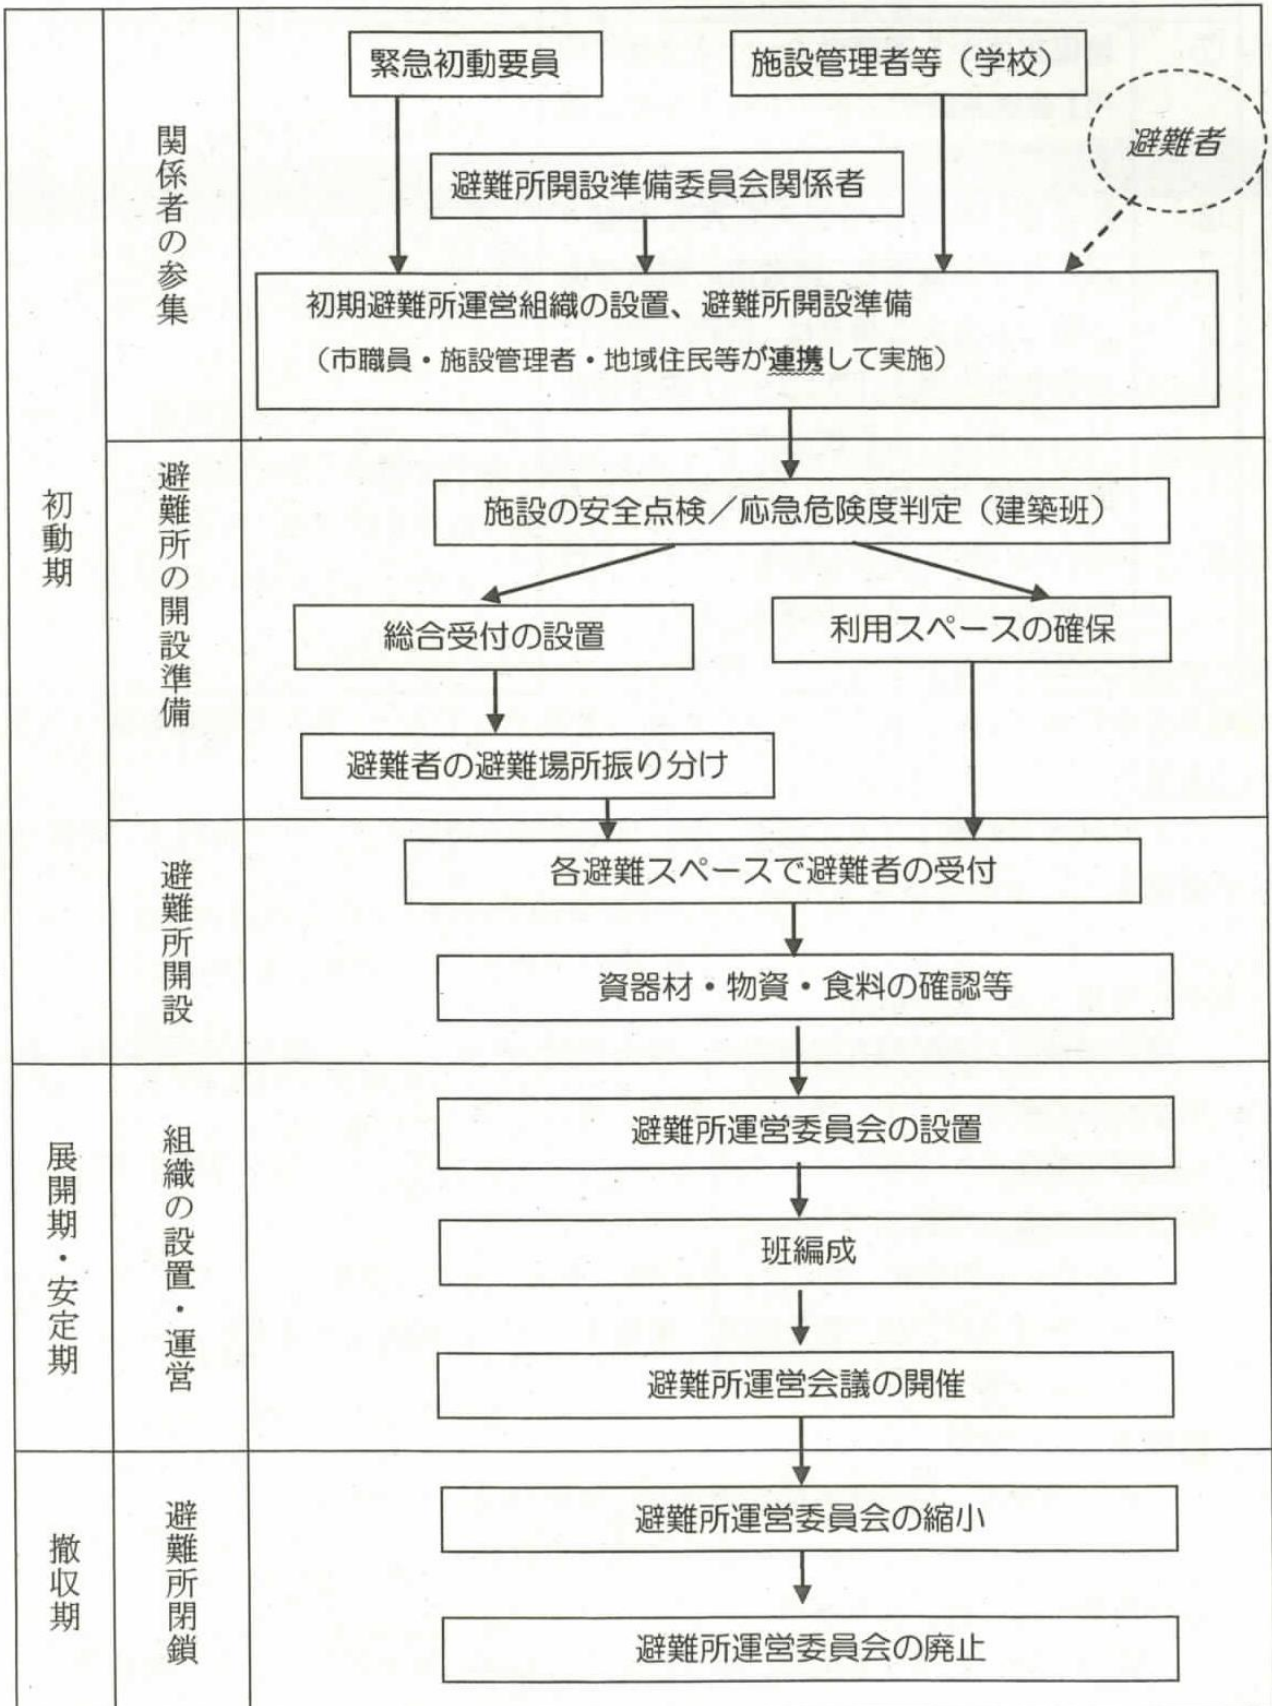 初動期
関係者の参集
緊急初動要員
施設管理者等（学校）
避難者
避難所開設準備委員会関係者
初期避難所運営組織の設置、避難所開設準備
（市職員・施設管理者・地域住民等が連携して実施）
避難所の開設準備
施設の安全点検／応急危険度判定（建築班）
総合受付の設置
利用スペースの確保
避難者の避難場所振り分け
避難所開設
各避難スペースで避難者の受付
資器材・物資・食料の確認等
展開期・安定期
組織の設置・運営
避難所運営委員会の設置
班編成
避難所運営会議の開催
撤収期
避難所閉鎖
避難所運営委員会の縮小
避難所運営委員会の廃止